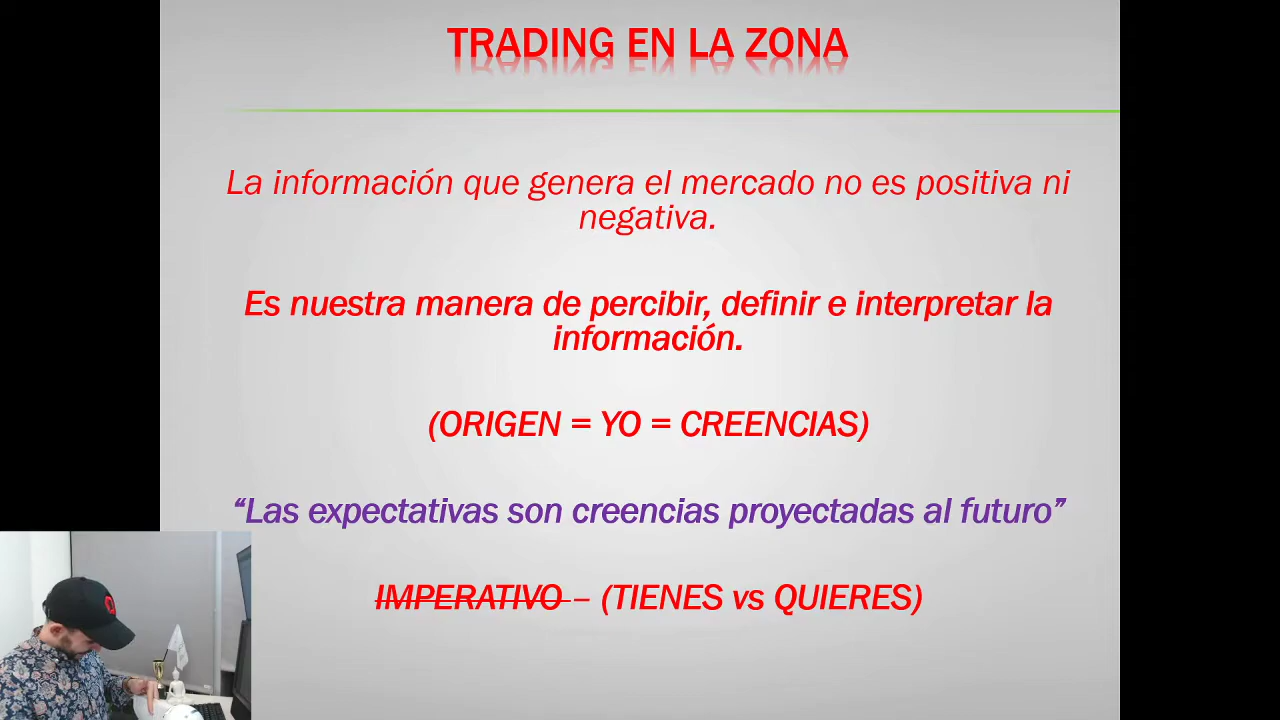 TRADING EN LA ZONA
La información que genera el mercado no es positiva ni
negativa.
Es nuestra manera de percibir, definir e interpretar la
información.
(ORIGEN = YO = CREENCIAS)
“Las expectativas son creencias proyectadas al futuro”
IMPERATIVO – (TIENES vs QUIERES)